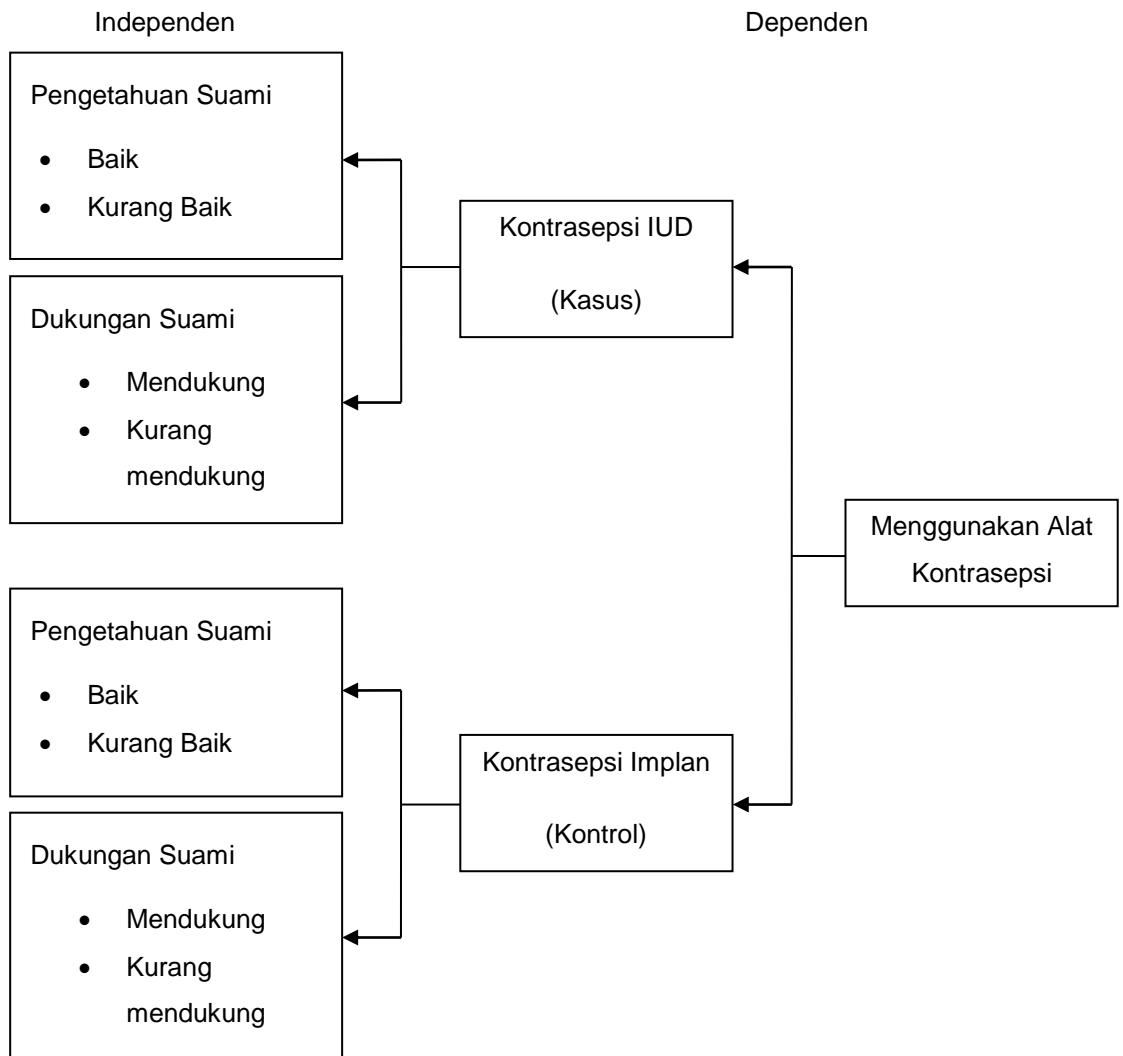 Independen
Dependen
Pengetahuan Suami
• Baik
• Kurang Baik
Dukungan Suami
• Mendukung
• Kurang
mendukung
Kontrasepsi IUD
(Kasus)
Menggunakan Alat
Kontrasepsi
Pengetahuan Suami
• Baik
• Kurang Baik
Dukungan Suami
• Mendukung
• Kurang
mendukung
Kontrasepsi Implan
(Kontrol)